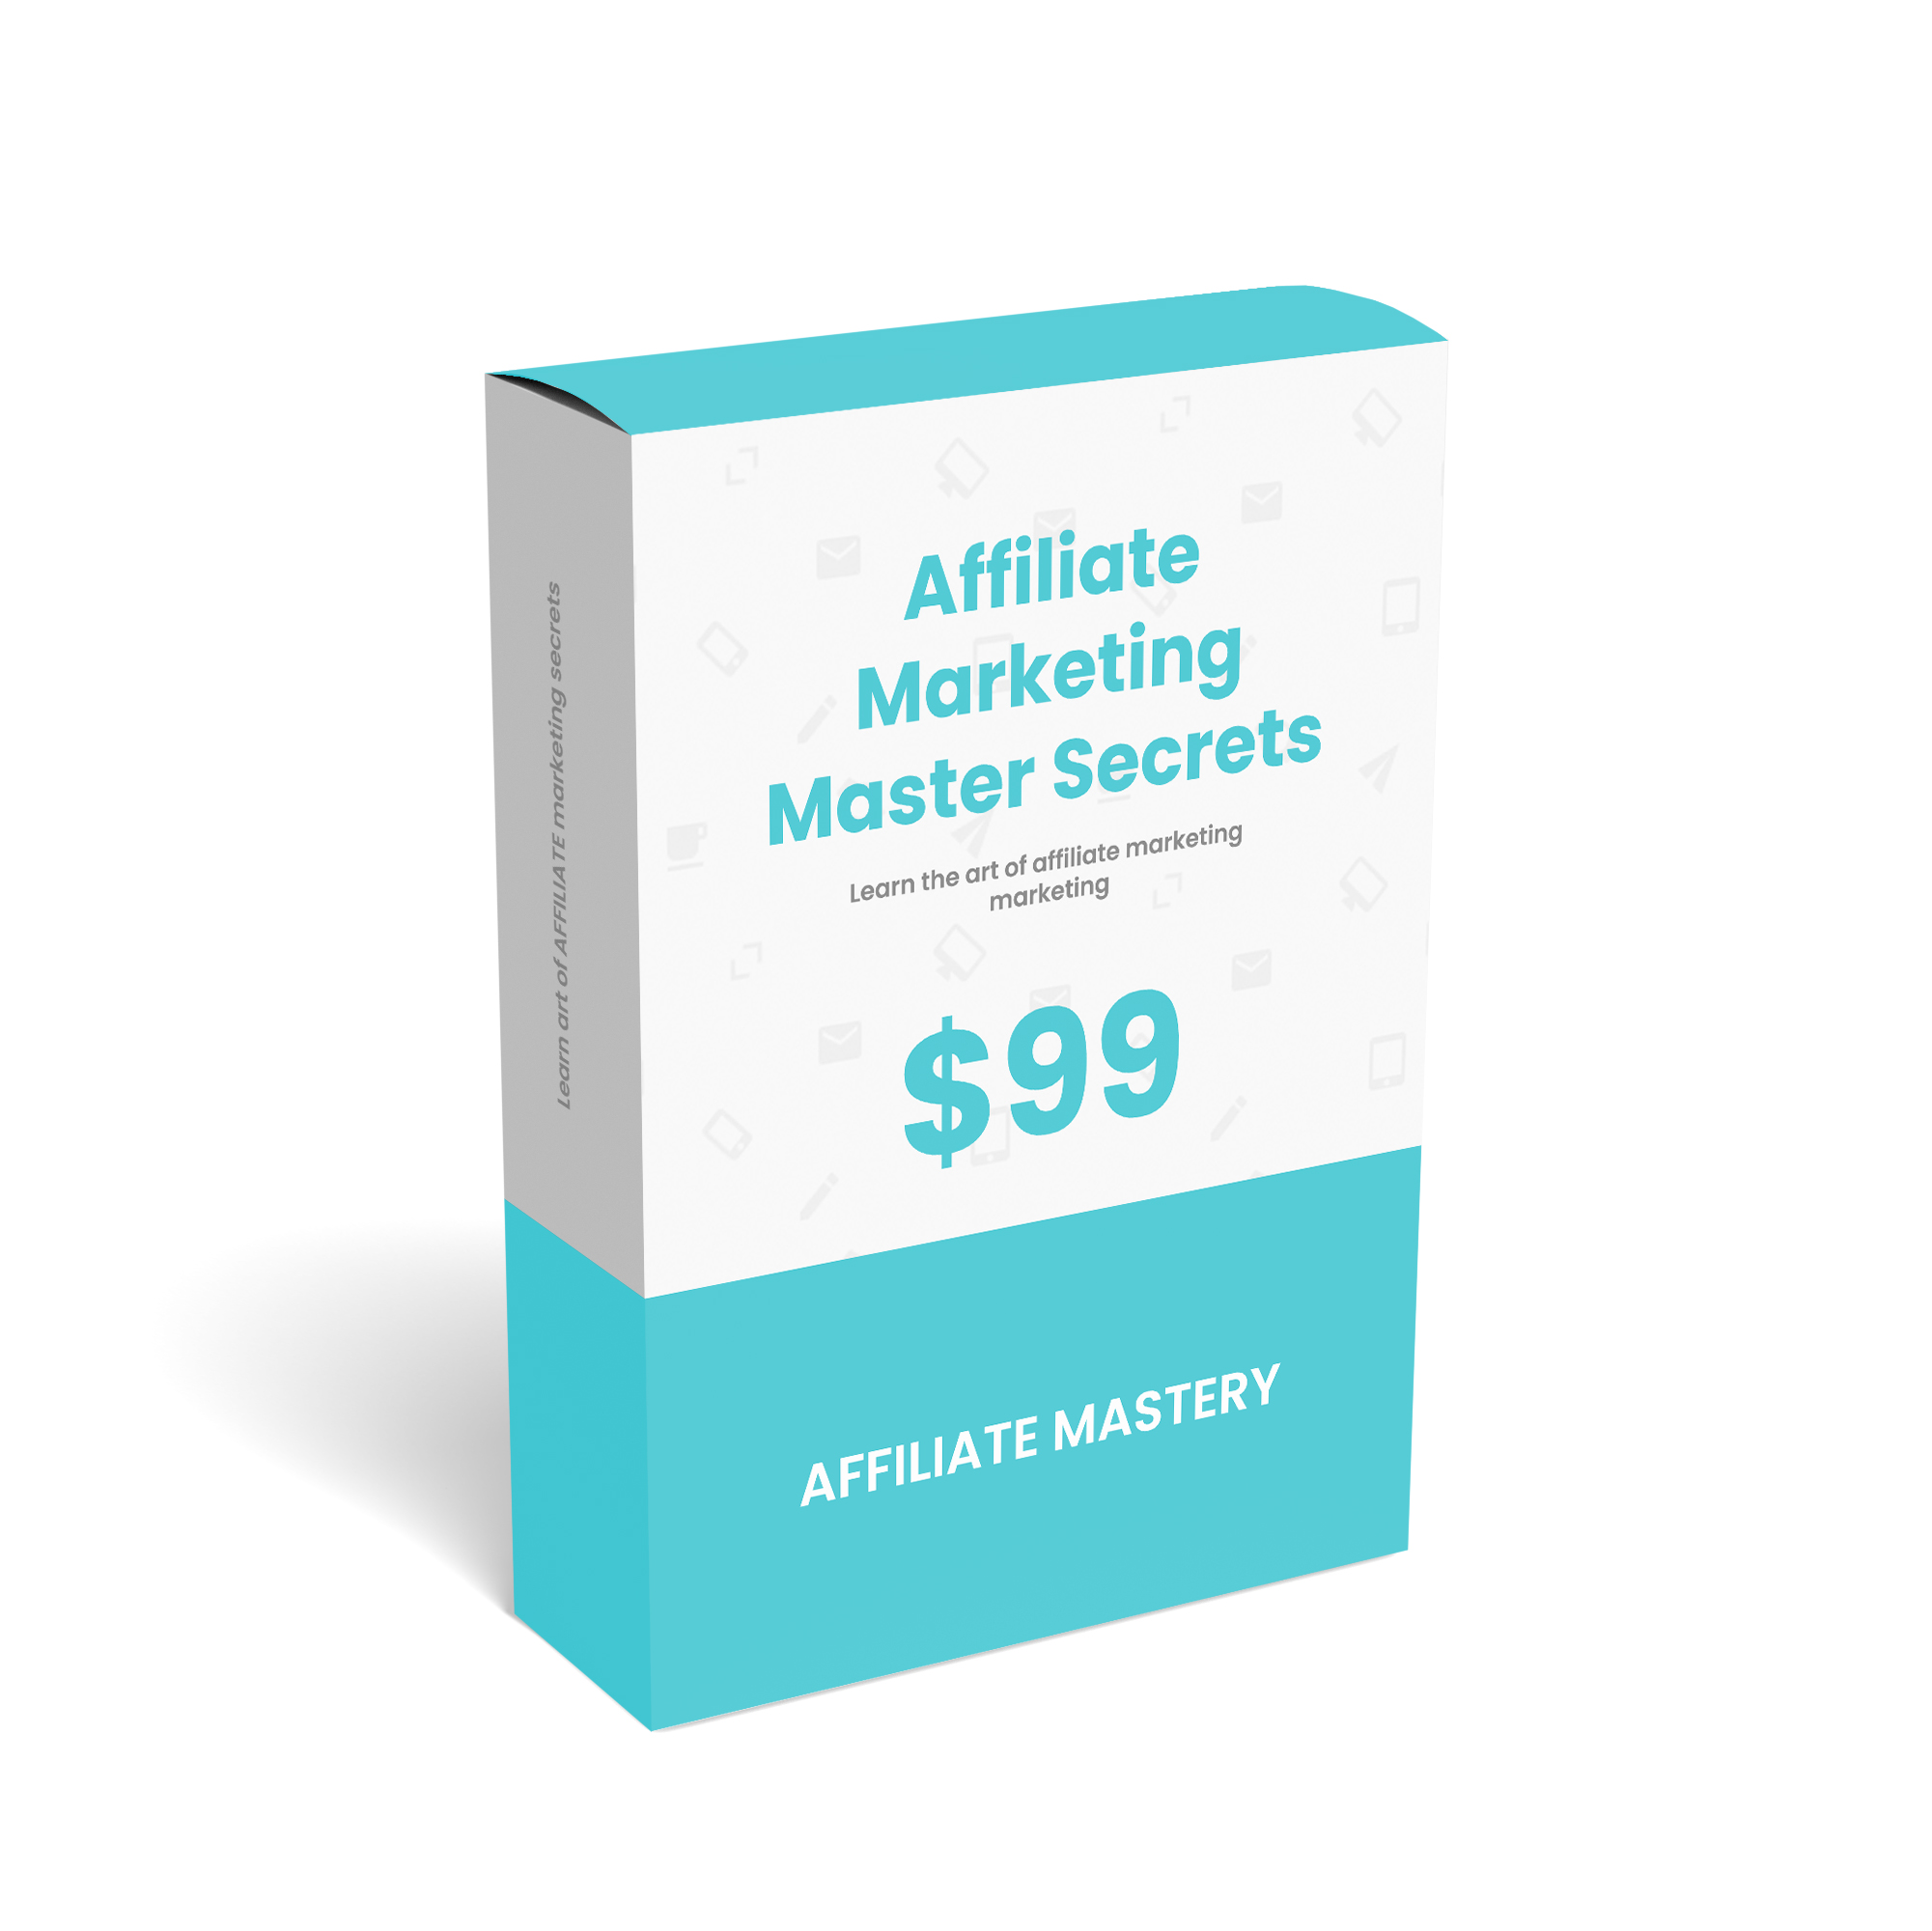 Affiliate
Marketing
Master Secrets
Learn the art of affiliate marketing
marketing
$99
AFFILIATE MASTERY
Learn art of AFFILIATE marketing secrets